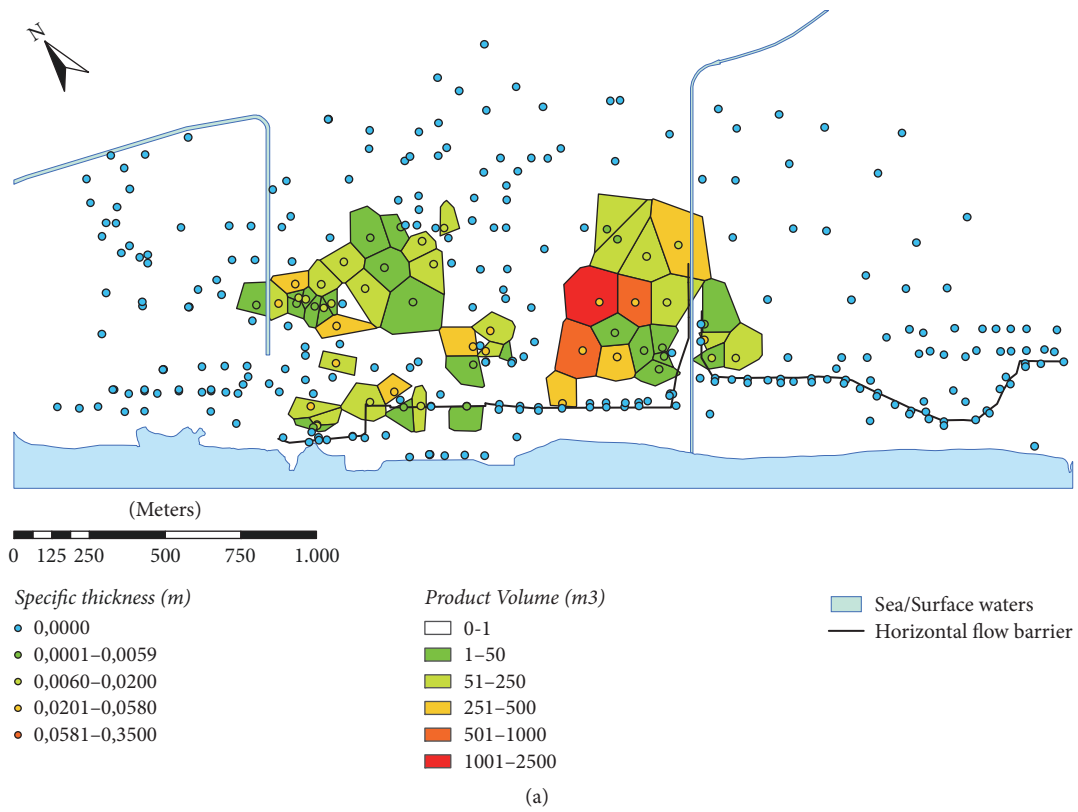 N
(Meters)
0 125 250 500 750 1.000
Specific thickness (m)
0,0000
0,0001–0,0059
0,0060–0,0200
0,0201–0,0580
0,0581–0,3500
Product Volume (m3)
0-1
1–50
51–250
251–500
501–1000
1001–2500
Sea/Surface waters
Horizontal flow barrier
(a)